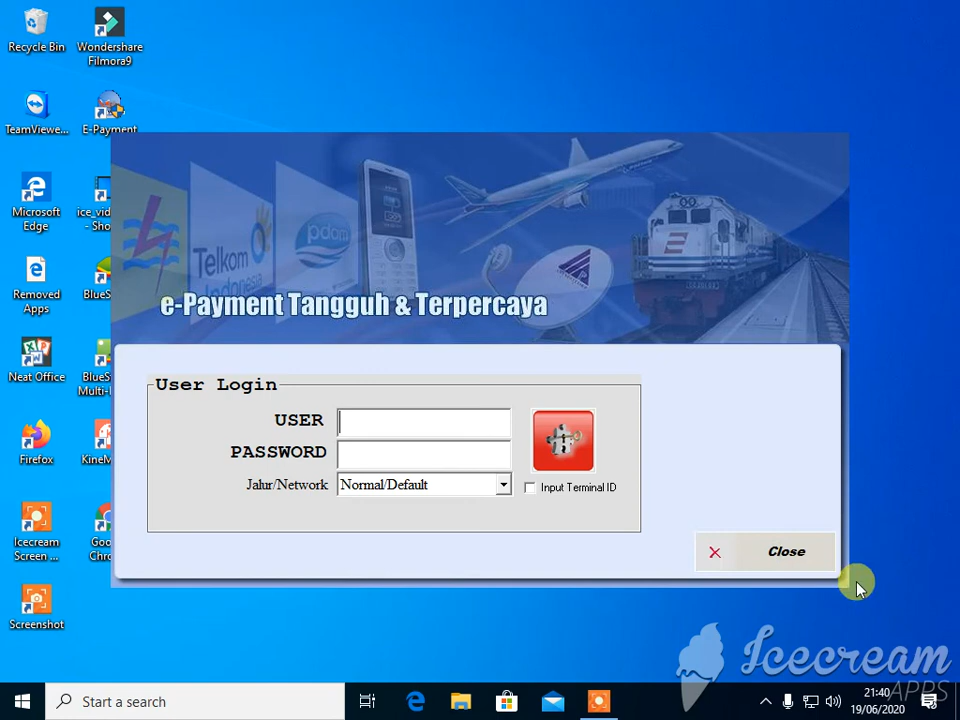 Recycle Bin
Wondershare
Filmora9
TeamViewe...
E-Payment
Microsoft
Edge
ice_vid
- Sho
Removed
Apps
BlueS
Neat Office
BlueS
Multi-I
Firefox
KineM
Icecream
Screen ...
Goo
Chro
Screenshot
Telkom
Indonesia
pdam
e-Payment Tangguh & Terpercaya
User Login
USER
PASSWORD
Jalur/Network
Normal/Default
Input Terminal ID
Close
Icecream
APPS
Start a search
21:40
19/06/2020